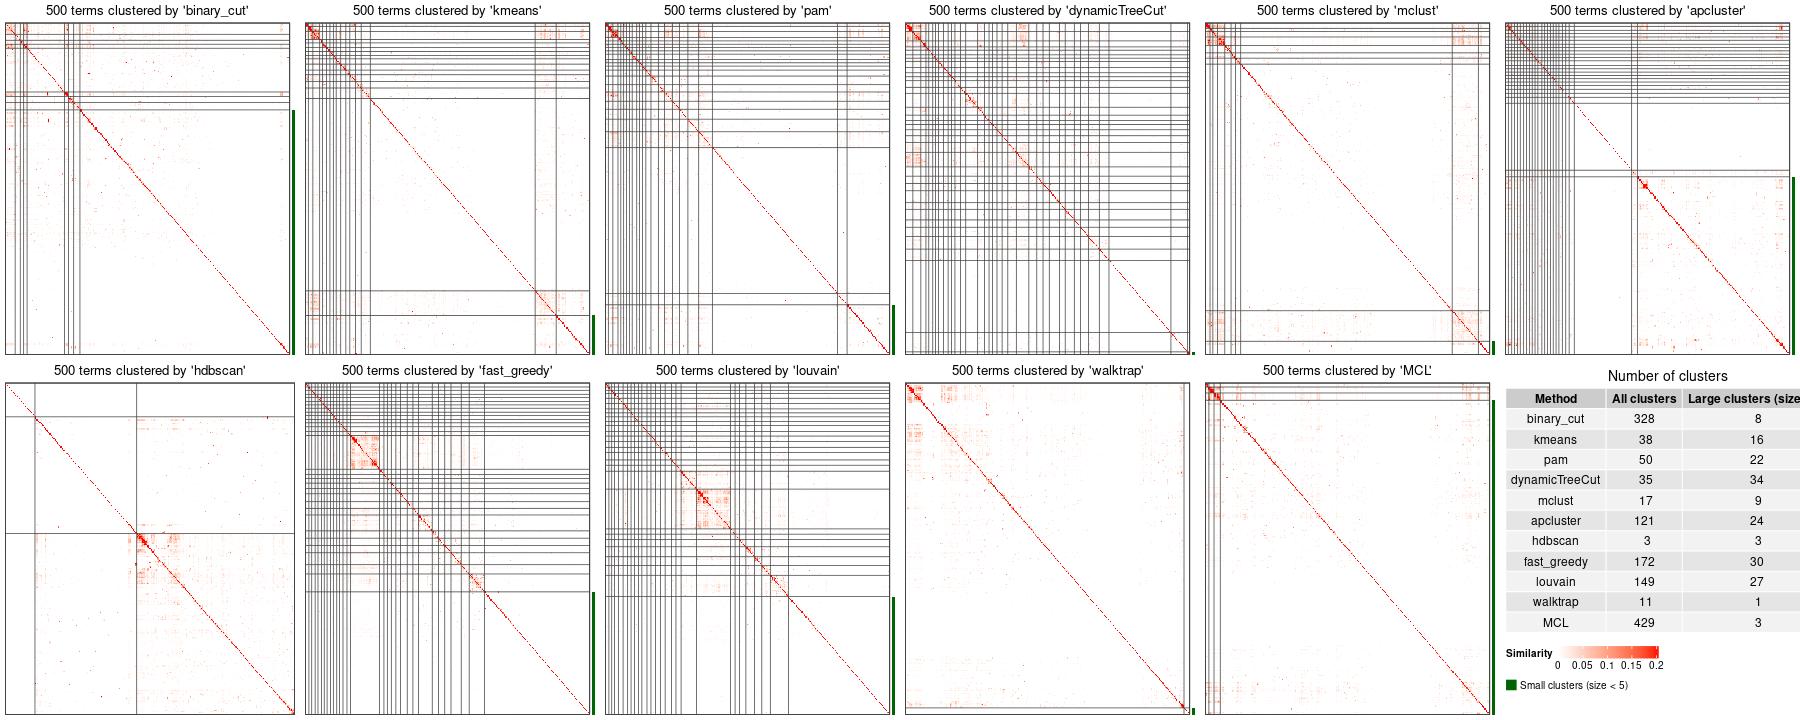 500 terms clustered by 'binary_cut'
500 terms clustered by 'kmeans'
500 terms clustered by 'pam'
500 terms clustered by 'dynamicTreeCut'
500 terms clustered by 'mclust'
500 terms clustered by 'apcluster'
500 terms clustered by 'hdbscan'
500 terms clustered by 'fast_greedy'
500 terms clustered by 'louvain'
500 terms clustered by 'walktrap'
500 terms clustered by 'MCL'
Number of clusters
Method All clusters Large clusters (size
binary_cut 328 8
kmeans 38 16
pam 50 22
dynamicTreeCut 35 34
mclust 17 9
apcluster 121 24
hdbscan 3 3
fast_greedy 172 30
louvain 149 27
walktrap 11 1
MCL 429 3
Similarity
0 0.05 0.1 0.15 0.2
Small clusters (size < 5)